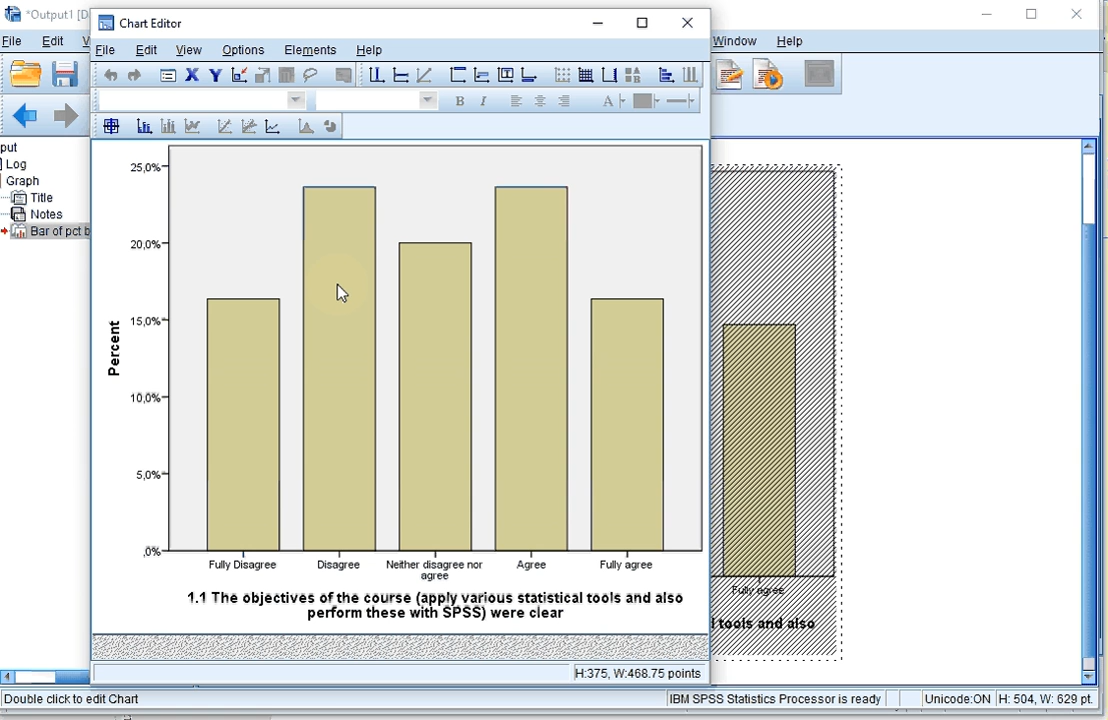 *Output1 [D
Chart Editor
File Edit V
File Edit View Options Elements Help
Window Help
B I A
put
Log
Graph
Title
Notes
Bar of pct b
25,0%
20,0%
15,0%
10,0%
5,0%
,0%
Percent
Fully Disagree
Disagree
Neither disagree nor
agree
Agree
Fully agree
1.1 The objectives of the course (apply various statistical tools and also
perform these with SPSS) were clear
Fully agree
l tools and also
H:375, W:468.75 points
Double click to edit Chart
IBM SPSS Statistics Processor is ready
Unicode:ON
H: 504, W: 629 pt.